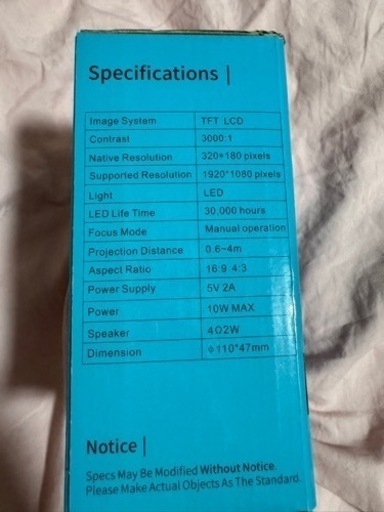 Specifications |
Image System TFT LCD
Contrast 3000:1
Native Resolution 320*180 pixels
Supported Resolution 1920*1080 pixels
Light LED
LED Life Time 30,000 hours
Focus Mode Manual operation
Projection Distance 0.6-4m
Aspect Ratio 16:9 4:3
Power Supply 5V 2A
Power 10W MAX
Speaker 4Ω2W
Dimension Φ110*47mm
Notice |
Specs May Be Modified Without Notice.
Please Make Actual Objects As The Standard.